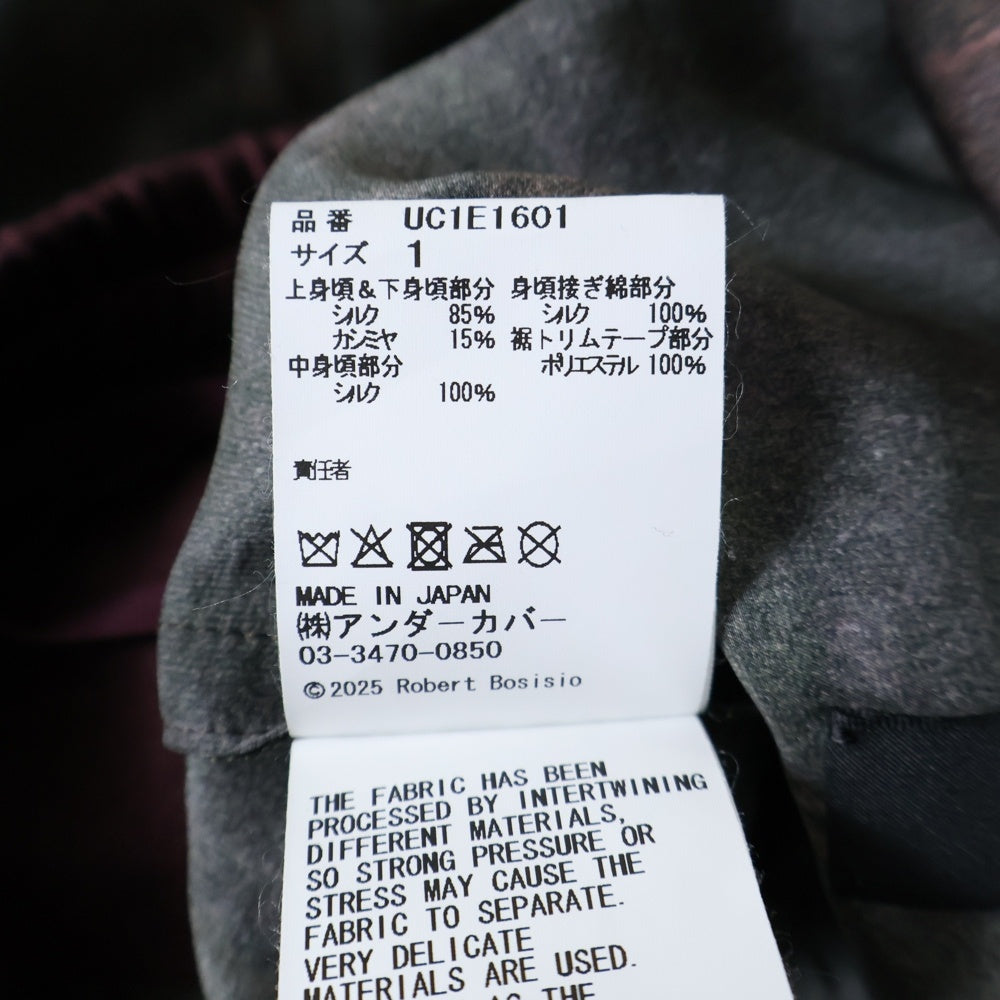 品番 UC1E1601
サイズ 1
上身頃&下身頃部分
シルク 85%
カシミヤ 15%
中身頃部分
シルク 100%
身頃接ぎ綿部分
シルク 100%
裾トリムテープ部分
ポリエステル 100%
責任者
MADE IN JAPAN
㈱アンダーカバー
03-3470-0850
©2025 Robert Bosisio
THE FABRIC HAS BEEN
PROCESSED BY INTERTWINING
DIFFERENT MATERIALS,
SO STRONG PRESSURE OR
STRESS MAY CAUSE THE
FABRIC TO SEPARATE.
VERY DELICATE
MATERIALS ARE USED.
AS THE